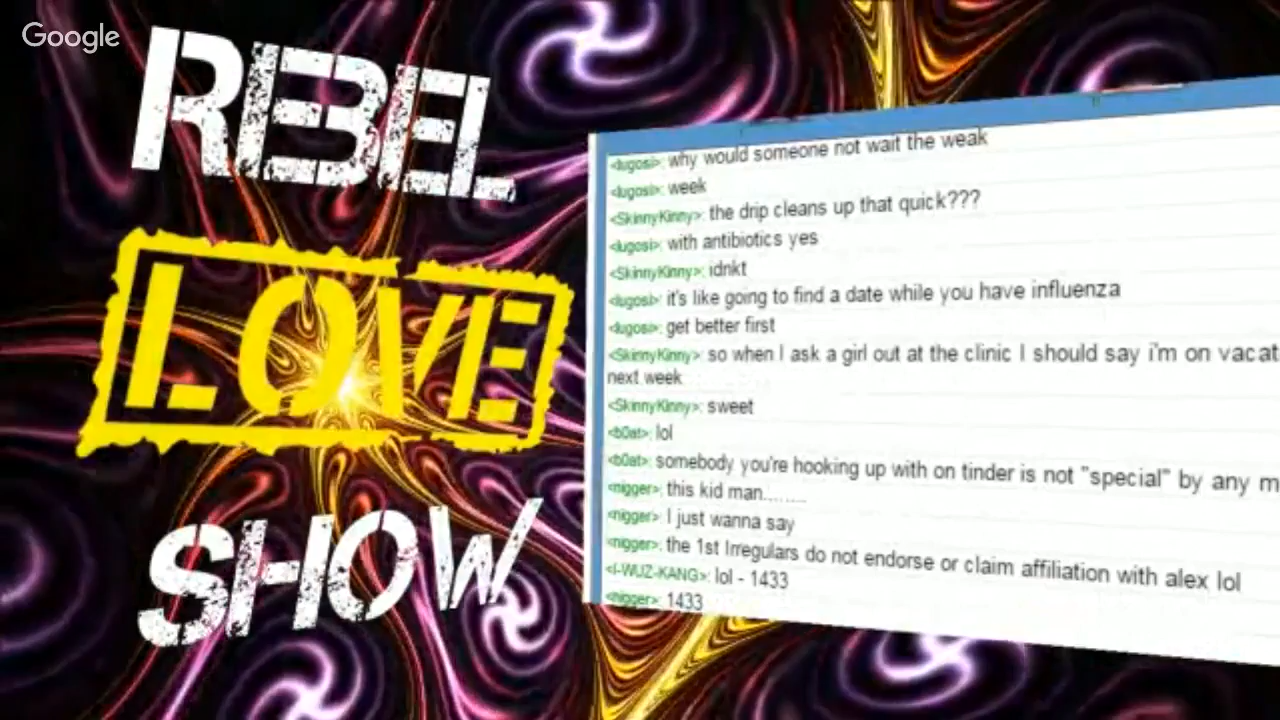 Google
REBEL
LOVE
SHOW
<lugosi>: why would someone not wait the weak
<lugosi>: week
<SkinnyKinny>: the drip cleans up that quick???
<lugosi>: with antibiotics yes
<SkinnyKinny>: idnkt
<lugosi>: it's like going to find a date while you have influenza
<lugosi>: get better first
<SkinnyKinny> so when I ask a girl out at the clinic I should say i'm on vacat
next week
<SkinnyKinny>: sweet
<b0at>: lol
<b0at>: somebody you're hooking up with on tinder is not "special" by any m
<nigger>: this kid man........
<nigger>: I just wanna say
<nigger>: the 1st Irregulars do not endorse or claim affiliation with alex lol
<I-WUZ-KANG>: lol - 1433
<nigger>: 1433